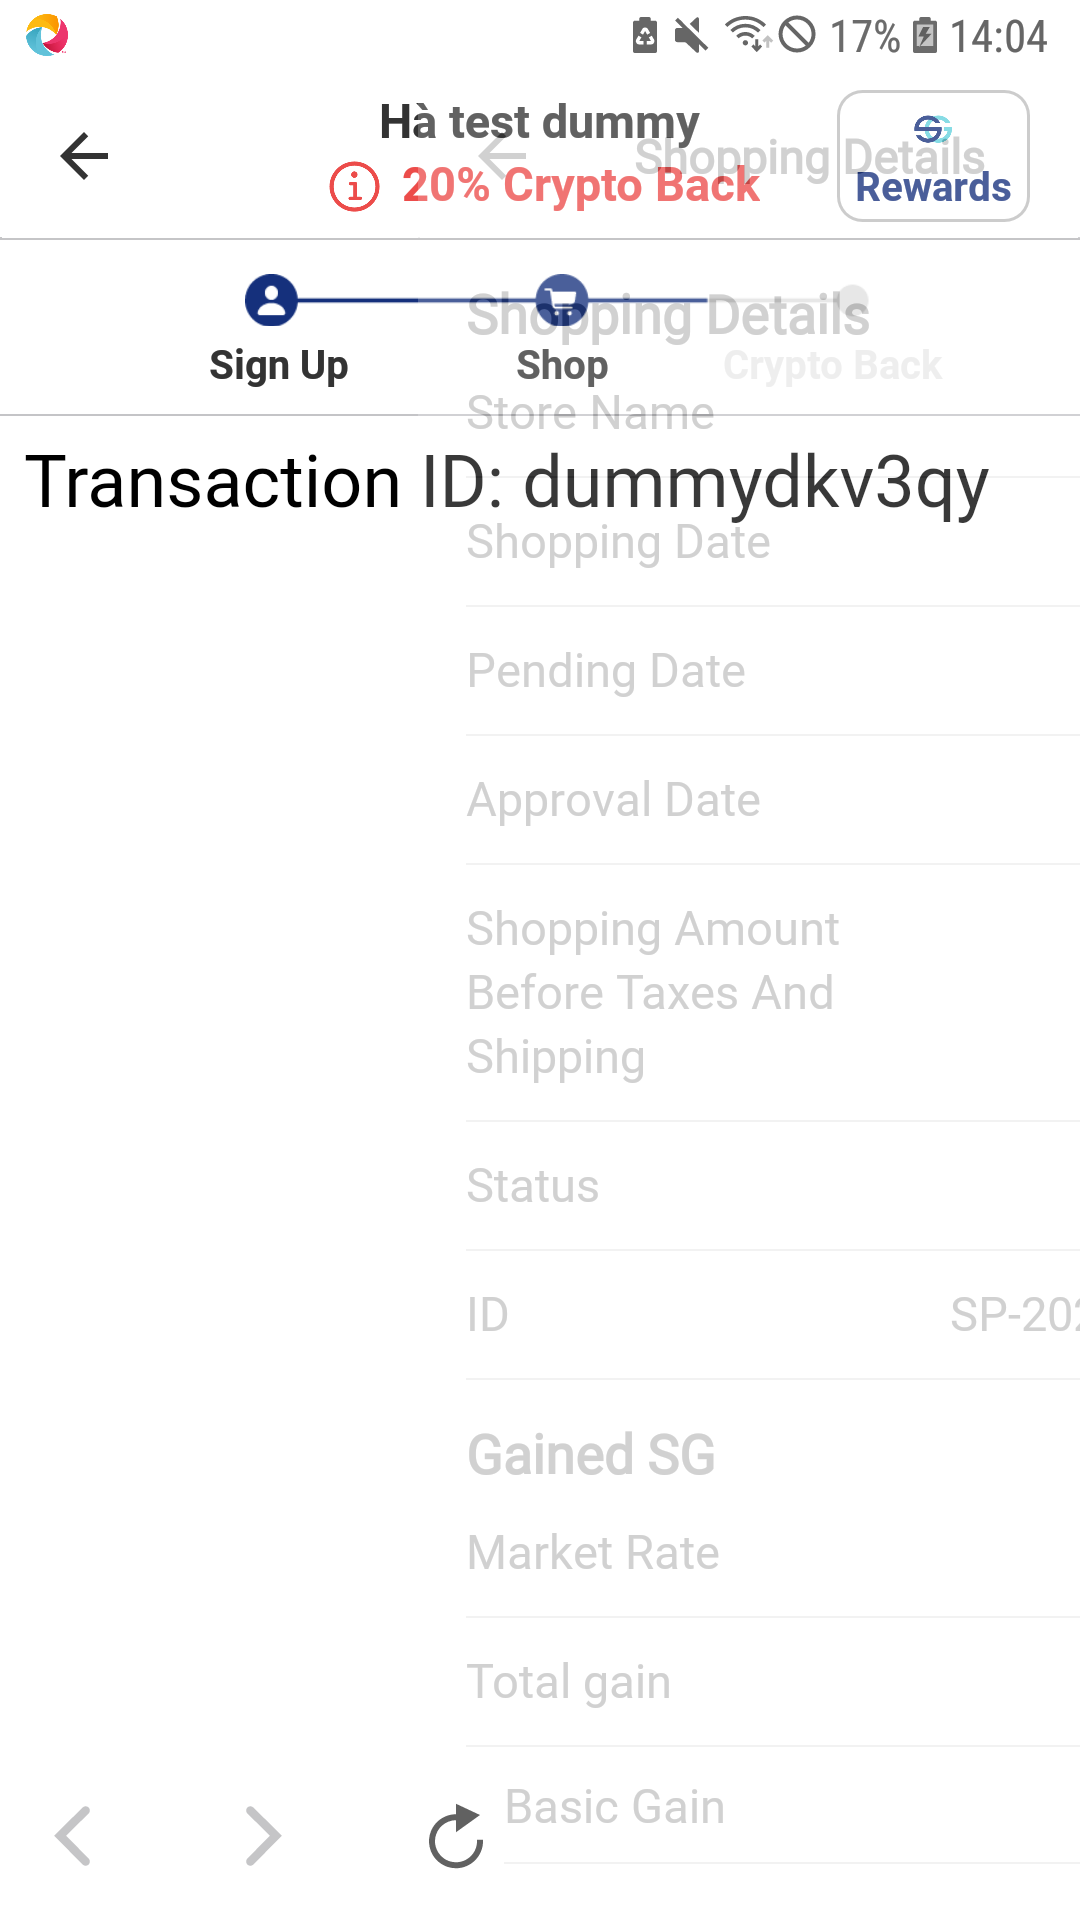 17% 14:04
Hà test dummy
Shopping Details
20% Crypto Back
Rewards
Shopping Details
Sign Up
Shop
Crypto Back
Store Name
Transaction ID: dummydkv3qy
Shopping Date
Pending Date
Approval Date
Shopping Amount
Before Taxes And
Shipping
Status
ID
SP-202
Gained SG
Market Rate
Total gain
Basic Gain